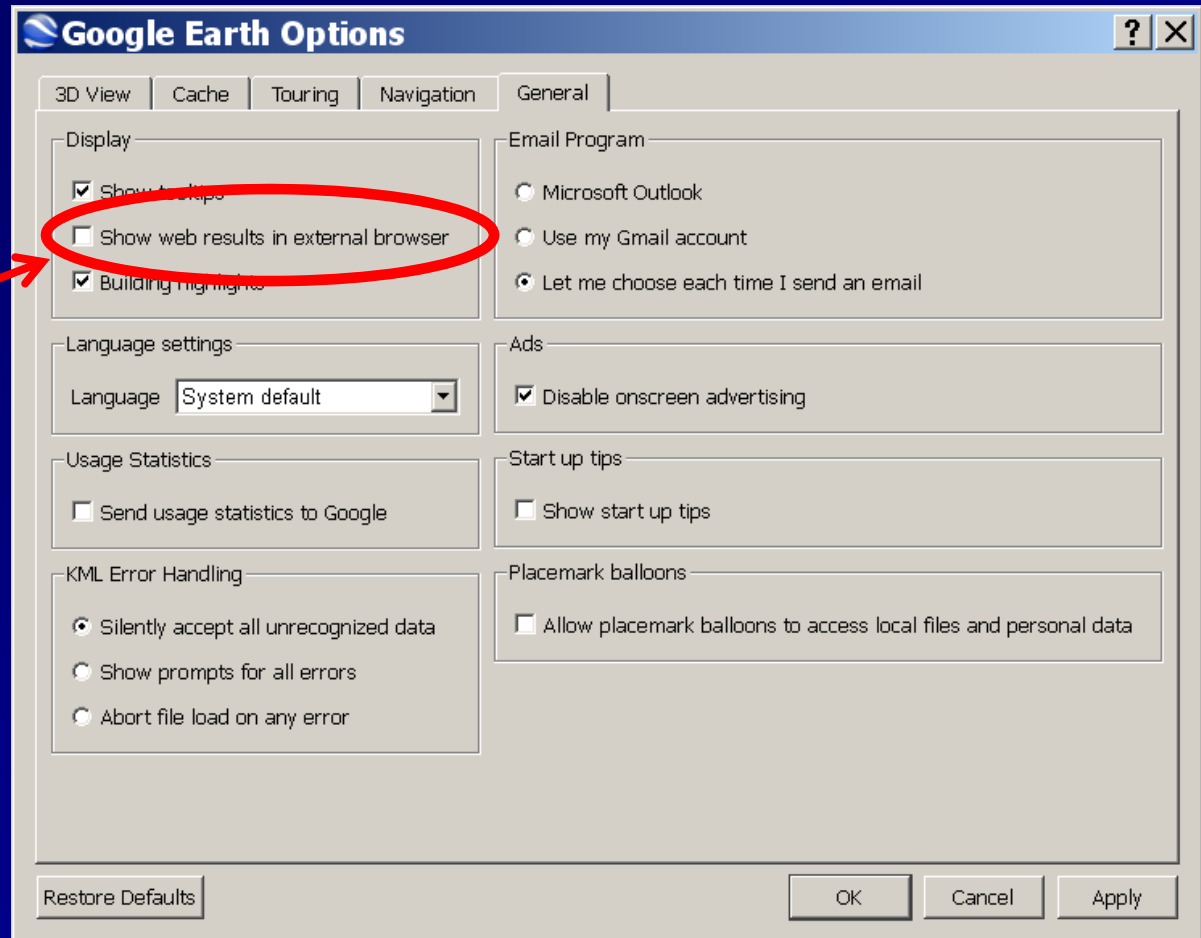 Google Earth Options
3D View Cache Touring Navigation General
Display
Show tooltips
Show web results in external browser
Building highlights
Email Program
Microsoft Outlook
Use my Gmail account
Let me choose each time I send an email
Language settings
Language System default
Ads
Disable onscreen advertising
Usage Statistics
Send usage statistics to Google
Start up tips
Show start up tips
KML Error Handling
Silently accept all unrecognized data
Show prompts for all errors
Abort file load on any error
Placemark balloons
Allow placemark balloons to access local files and personal data
Restore Defaults OK Cancel Apply